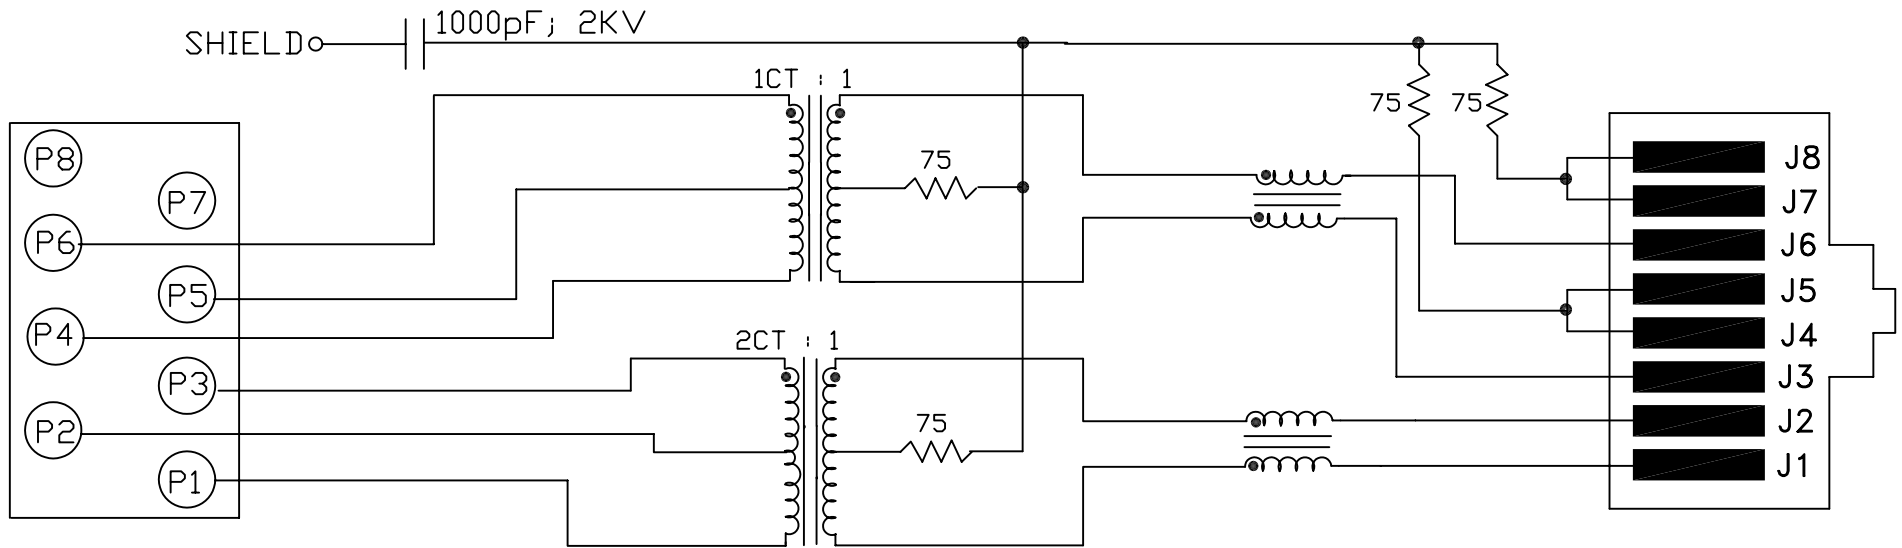 1000pF; 2KV
SHIELD
1CT : 1
75
75
75
P8
P7
P6
P5
P4
P3
P2
P1
2CT : 1
75
J8
J7
J6
J5
J4
J3
J2
J1